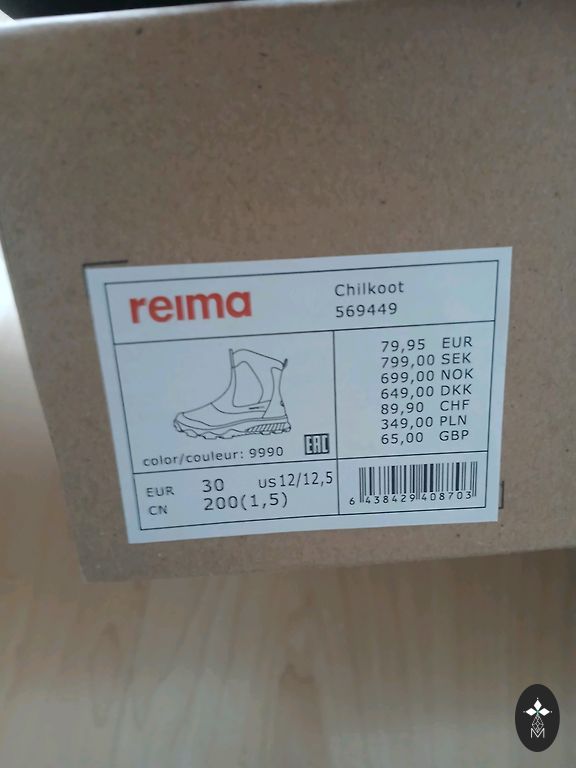 reima
Chilkoot
569449
79,95 EUR
799,00 SEK
699,00 NOK
649,00 DKK
89,90 CHF
349,00 PLN
65,00 GBP
color/couleur: 9990
EAC
EUR 30 US 12/12,5
CN 200(1,5)
6 438429 408703
M